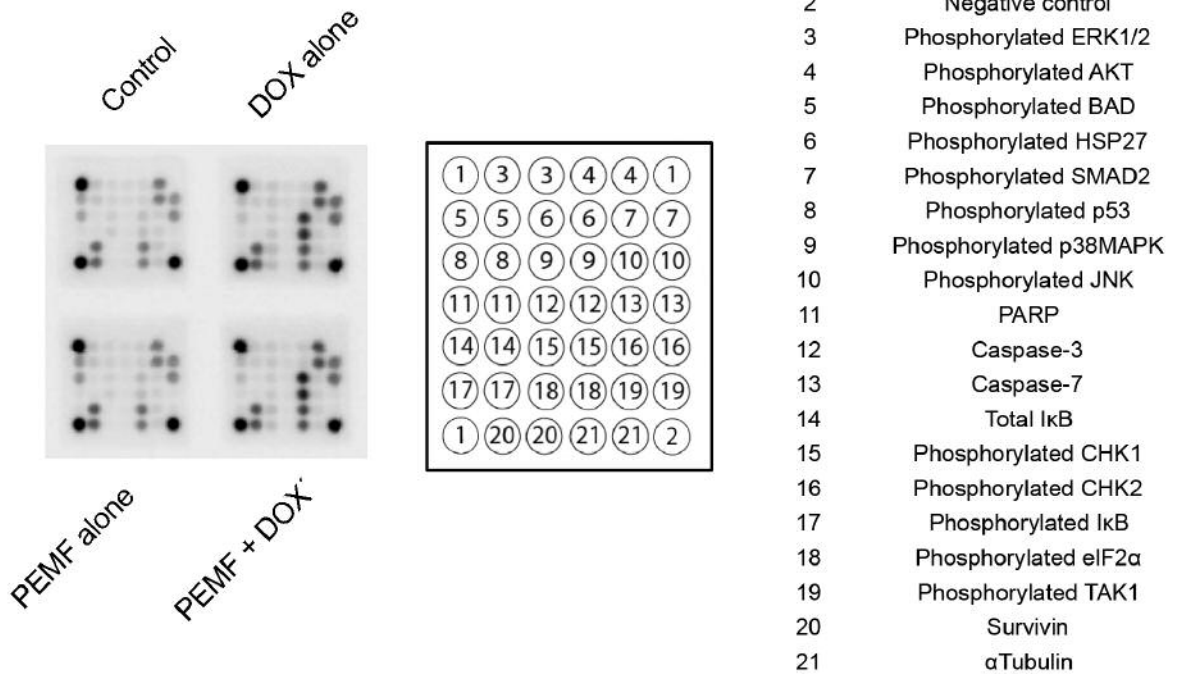 Control
DOX alone
PEMF alone
PEMF + DOX
1 3 3 4 4 1
5 5 6 6 7 7
8 8 9 9 10 10
11 11 12 12 13 13
14 14 15 15 16 16
17 17 18 18 19 19
1 20 20 21 21 2
2 Negative control
3 Phosphorylated ERK1/2
4 Phosphorylated AKT
5 Phosphorylated BAD
6 Phosphorylated HSP27
7 Phosphorylated SMAD2
8 Phosphorylated p53
9 Phosphorylated p38MAPK
10 Phosphorylated JNK
11 PARP
12 Caspase-3
13 Caspase-7
14 Total IκB
15 Phosphorylated CHK1
16 Phosphorylated CHK2
17 Phosphorylated IκB
18 Phosphorylated eIF2α
19 Phosphorylated TAK1
20 Survivin
21 αTubulin